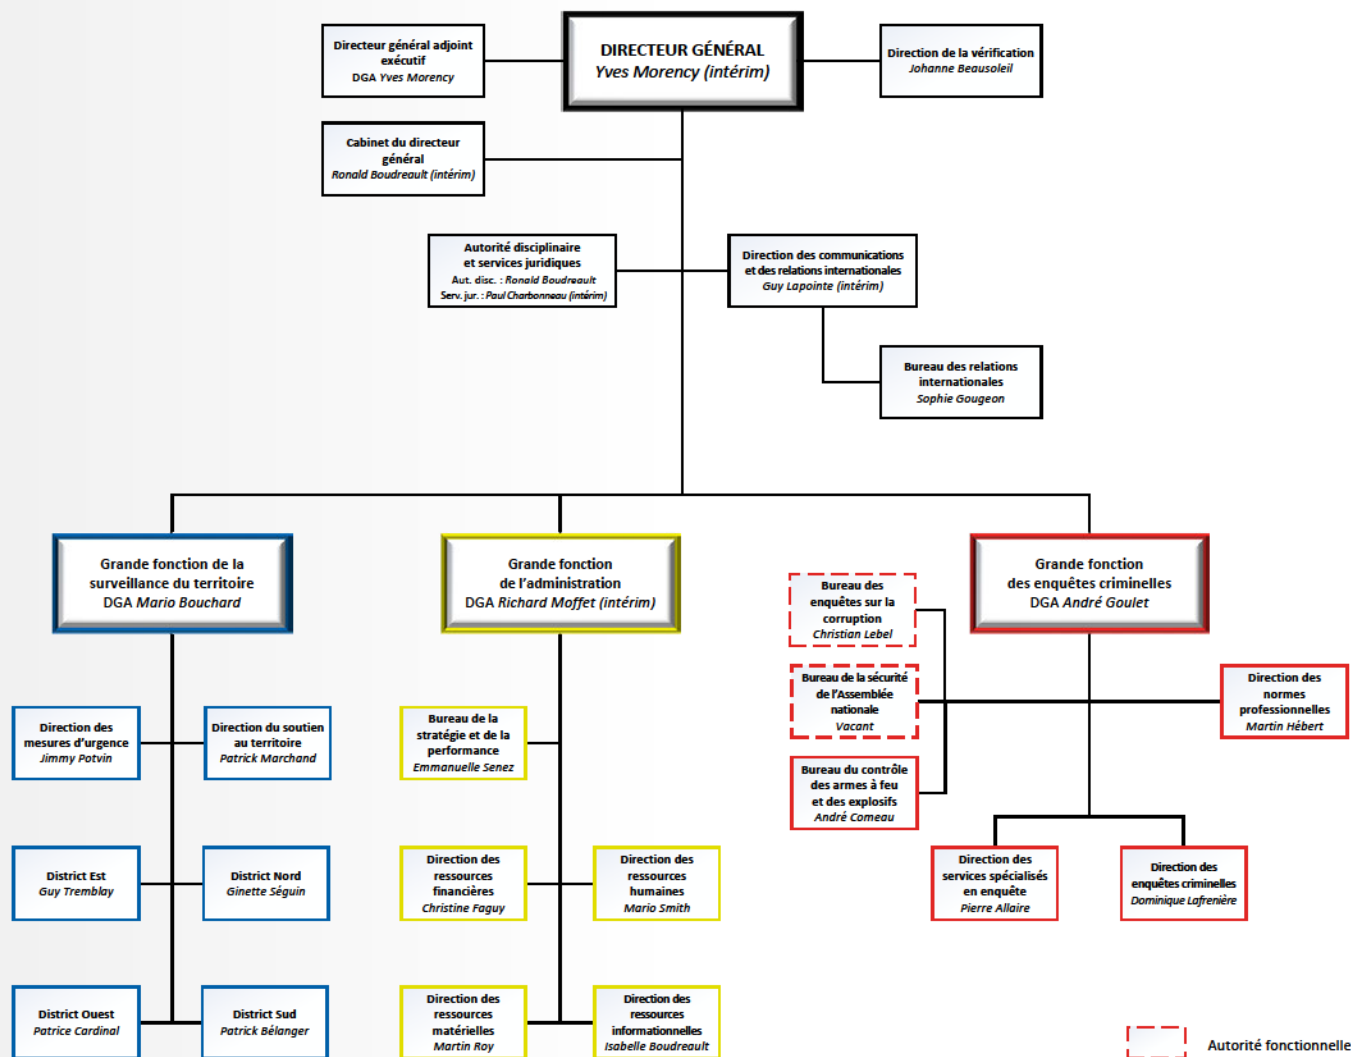 Directeur général adjoint
exécutif
DGA Yves Morency
DIRECTEUR GÉNÉRAL
Yves Morency (intérim)
Direction de la vérification
Johanne Beausoleil
Cabinet du directeur
général
Ronald Boudreault (intérim)
Autorité disciplinaire
et services juridiques
Aut. disc. : Ronald Boudreault
Serv. jur. : Paul Charbonneau (intérim)
Direction des communications
et des relations internationales
Guy Lapointe (intérim)
Bureau des relations
internationales
Sophie Gougeon
Grande fonction de la
surveillance du territoire
DGA Mario Bouchard
Grande fonction
de l'administration
DGA Richard Moffet (intérim)
Grande fonction
des enquêtes criminelles
DGA André Goulet
Bureau des
enquêtes sur la
corruption
Christian Lebel
Bureau de la sécurité
de l'Assemblée
nationale
Vacant
Direction des
normes
professionnelles
Martin Hébert
Bureau du contrôle
des armes à feu
et des explosifs
André Comeau
Direction des
mesures d'urgence
Jimmy Potvin
Direction du soutien
au territoire
Patrick Marchand
Bureau de la
stratégie et de la
performance
Emmanuelle Senez
District Est
Guy Tremblay
District Nord
Ginette Séguin
Direction des
ressources
financières
Christine Faguy
Direction des
ressources
humaines
Mario Smith
Direction des
services spécialisés
en enquête
Pierre Allaire
Direction des
enquêtes criminelles
Dominique Lafrenière
District Ouest
Patrice Cardinal
District Sud
Patrick Bélanger
Direction des
ressources
matérielles
Martin Roy
Direction des
ressources
informationnelles
Isabelle Boudreault
Autorité fonctionnelle